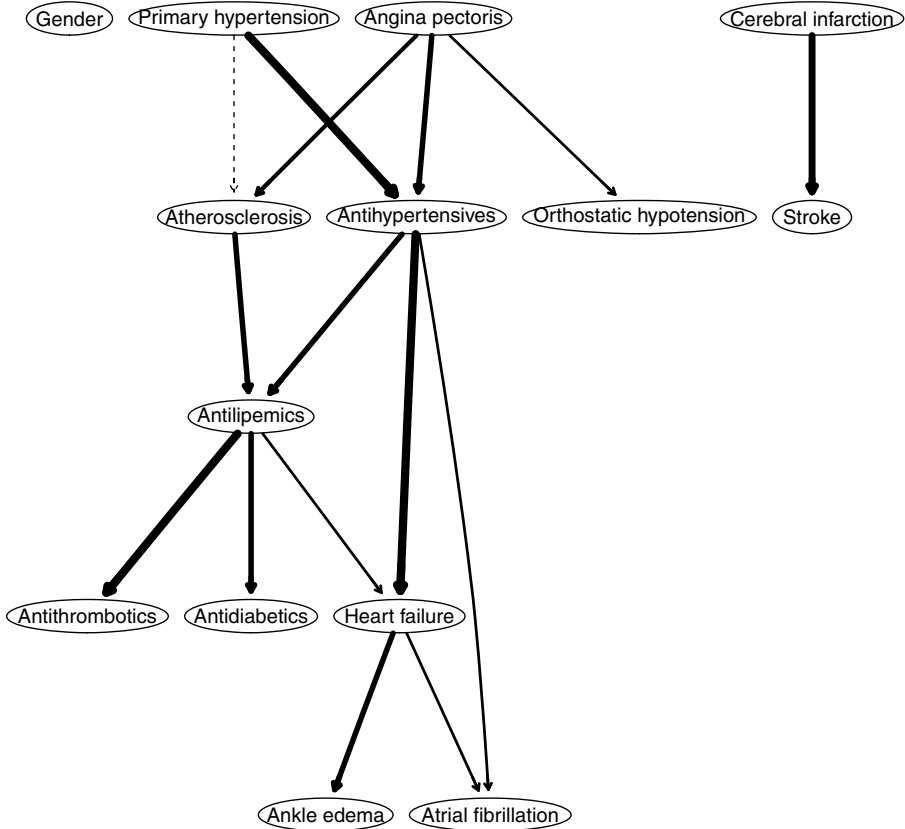 Gender
Primary hypertension
Angina pectoris
Cerebral infarction
Atherosclerosis
Antihypertensives
Orthostatic hypotension
Stroke
Antilipemics
Antithrombotics
Antidiabetics
Heart failure
Ankle edema
Atrial fibrillation